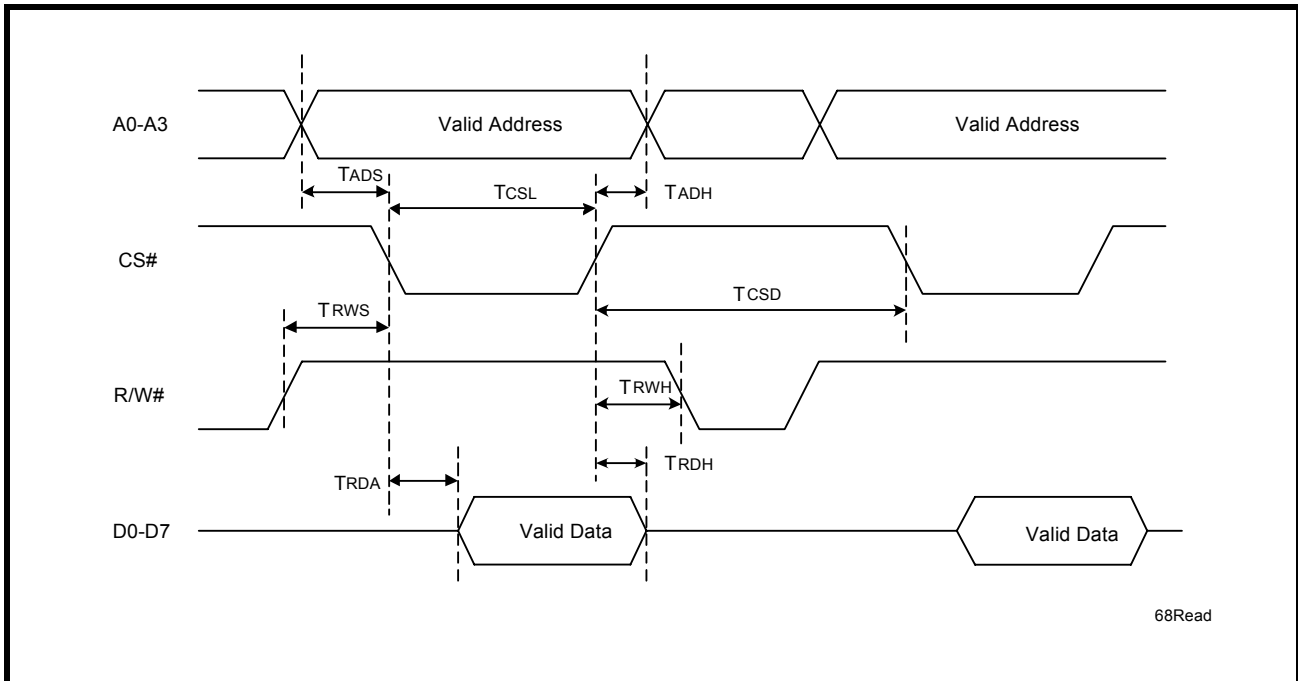 A0-A3
Valid Address
Valid Address
TADS
TCSL
TADH
CS#
TCSD
TRWS
R/W#
TRWH
TRDH
TRDA
D0-D7
Valid Data
Valid Data
68Read